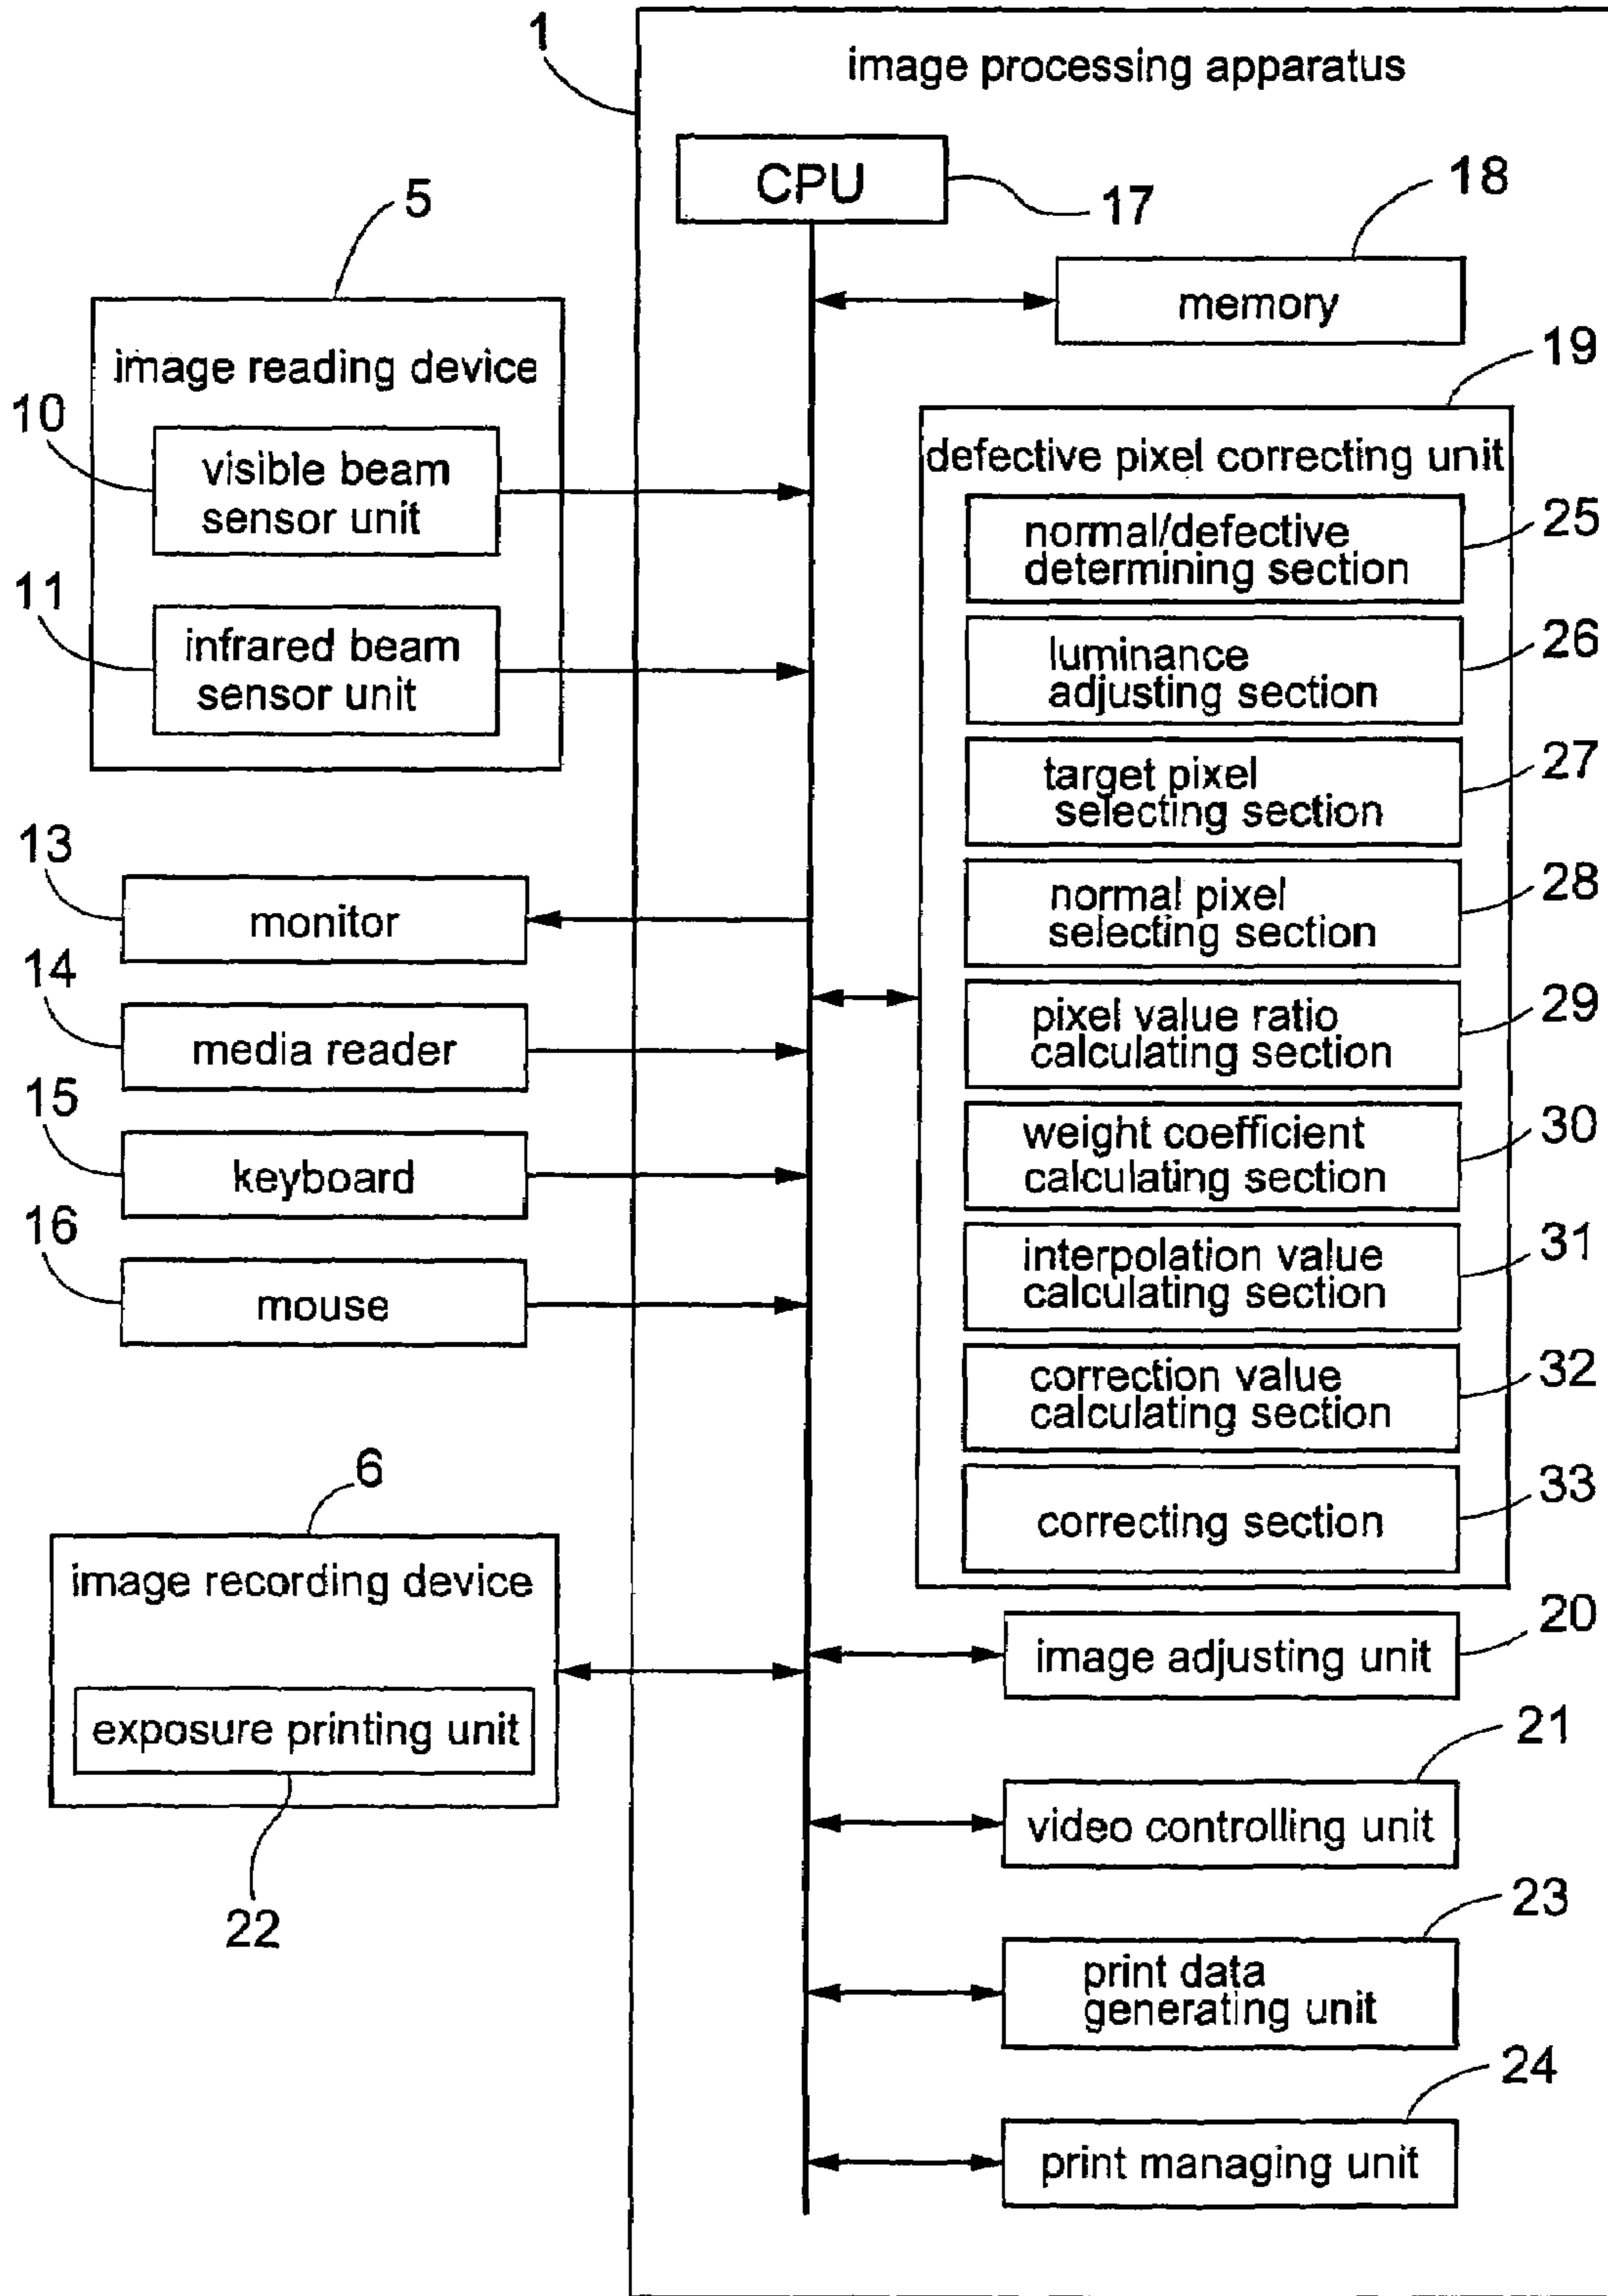 1
image processing apparatus
CPU
17
18
memory
5
image reading device
10
visible beam
sensor unit
11
infrared beam
sensor unit
19
defective pixel correcting unit
normal/defective
determining section
25
luminance
adjusting section
26
target pixel
selecting section
27
normal pixel
selecting section
28
pixel value ratio
calculating section
29
weight coefficient
calculating section
30
interpolation value
calculating section
31
correction value
calculating section
32
correcting section
33
13
monitor
14
media reader
15
keyboard
16
mouse
6
image recording device
exposure printing unit
22
20
image adjusting unit
21
video controlling unit
23
print data
generating unit
24
print managing unit